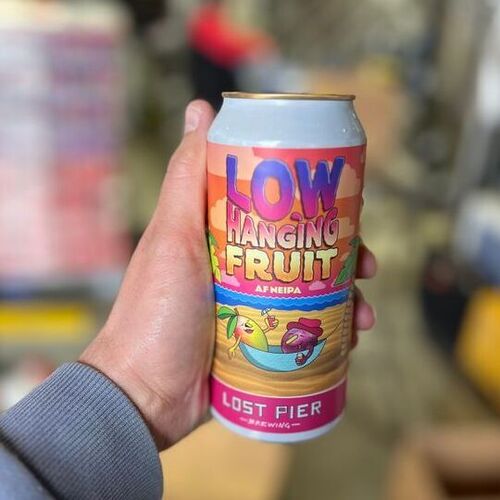 LOW
HANGING
FRUIT
AF NEIPA
LOST PIER
BREWING